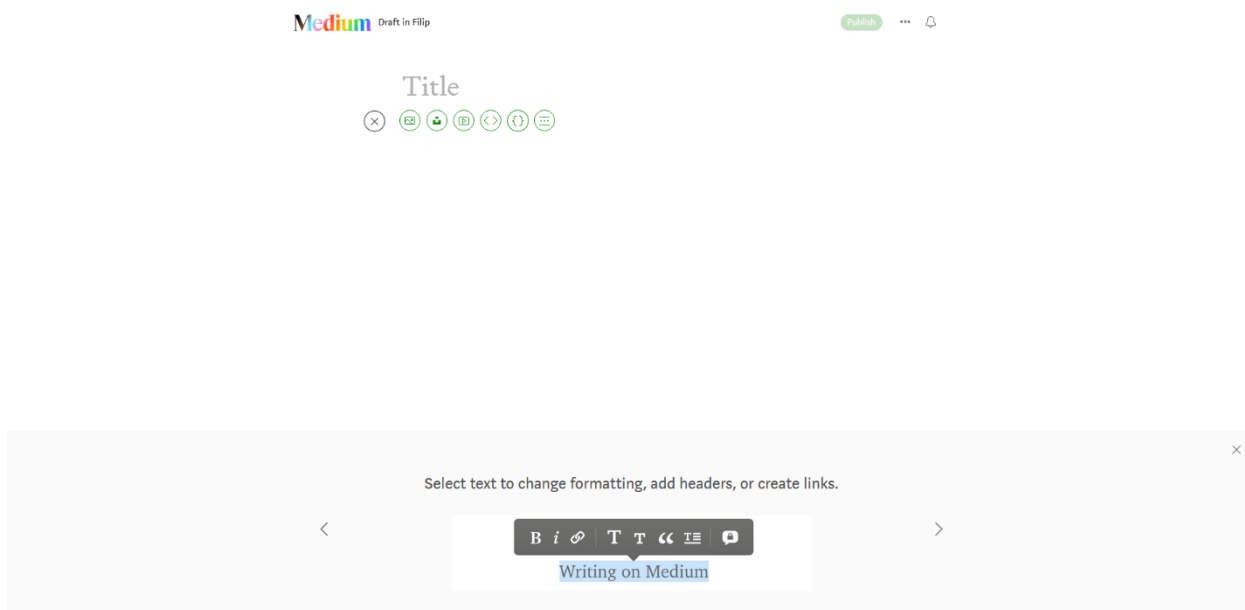 Medium Draft in Filip
Publish
Title
Select text to change formatting, add headers, or create links.
B i T T
Writing on Medium